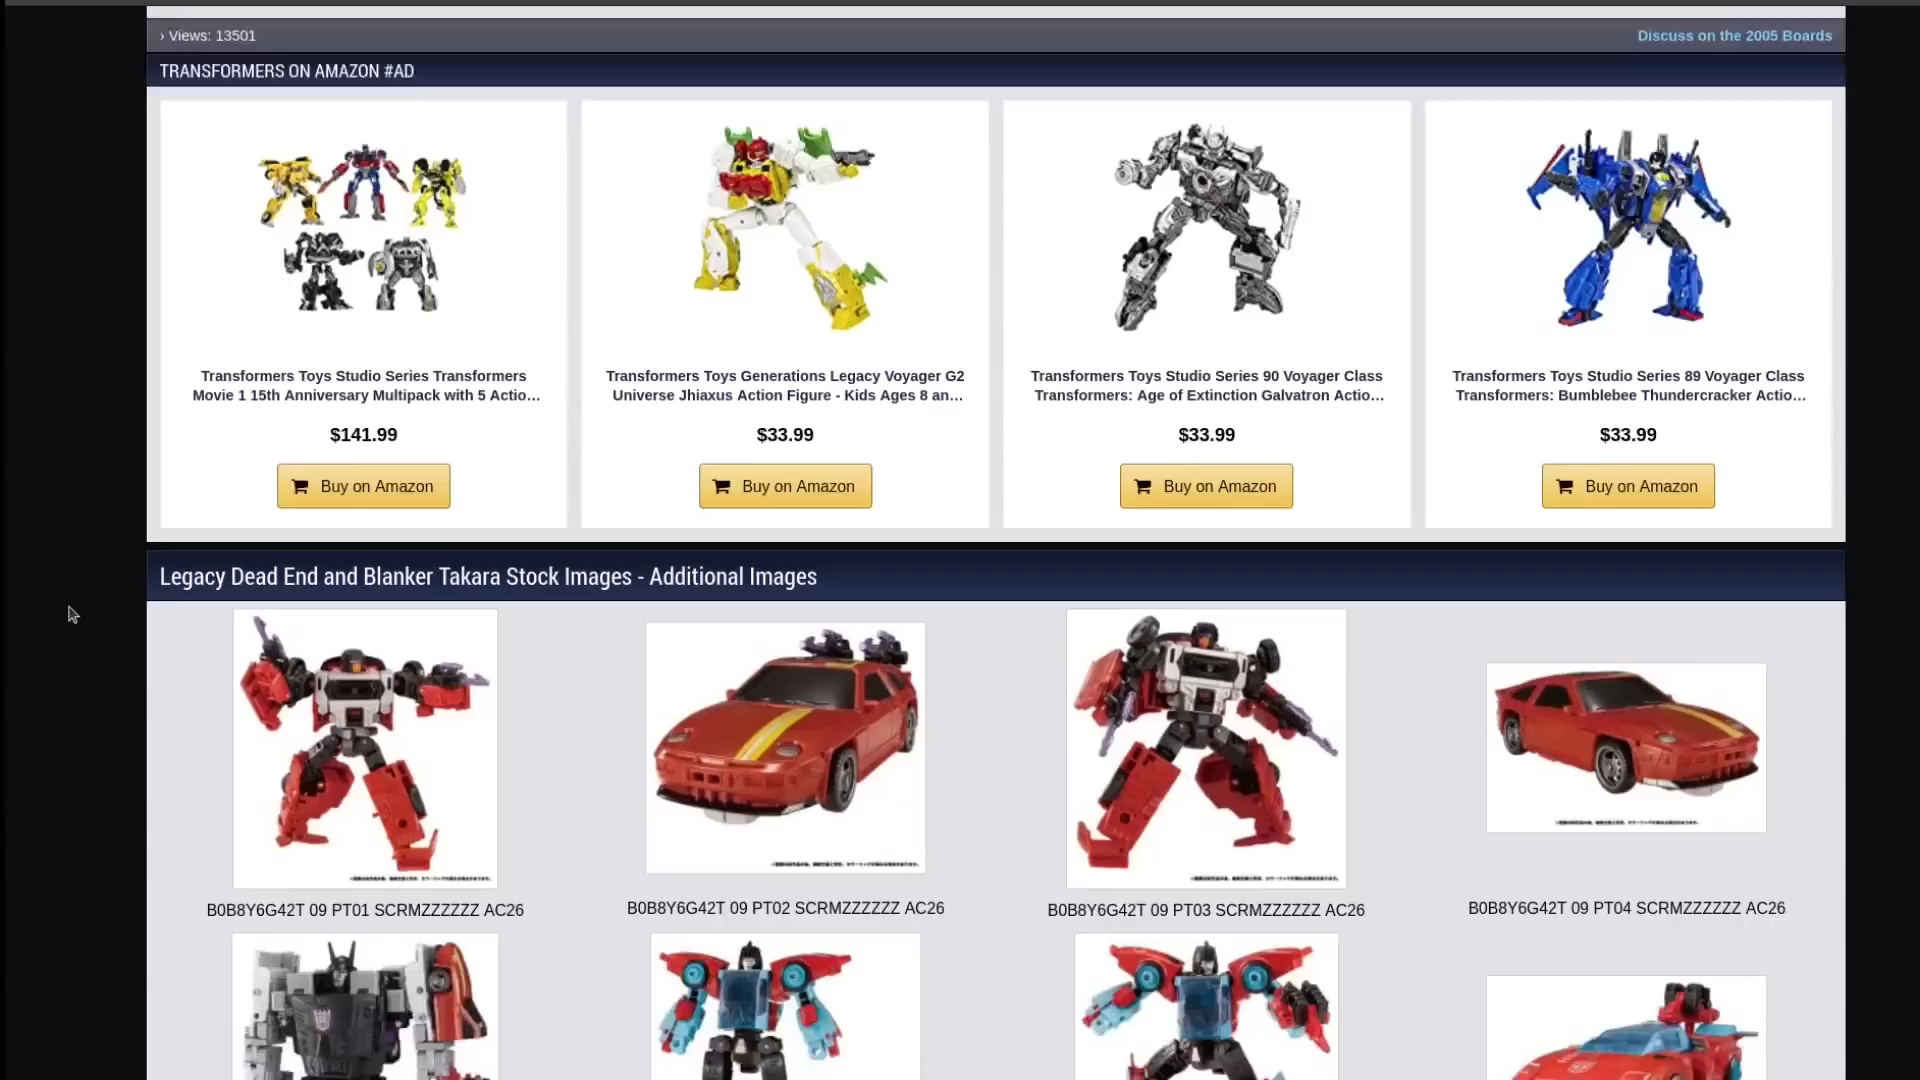 › Views: 13501
Discuss on the 2005 Boards
TRANSFORMERS ON AMAZON #AD
Transformers Toys Studio Series Transformers
Movie 1 15th Anniversary Multipack with 5 Actio...
$141.99
Buy on Amazon
Transformers Toys Generations Legacy Voyager G2
Universe Jhiaxus Action Figure - Kids Ages 8 an...
$33.99
Buy on Amazon
Transformers Toys Studio Series 90 Voyager Class
Transformers: Age of Extinction Galvatron Actio...
$33.99
Buy on Amazon
Transformers Toys Studio Series 89 Voyager Class
Transformers: Bumblebee Thundercracker Actio...
$33.99
Buy on Amazon
Legacy Dead End and Blanker Takara Stock Images - Additional Images
B0B8Y6G42T 09 PT01 SCRMZZZZZZ AC26
B0B8Y6G42T 09 PT02 SCRMZZZZZZ AC26
B0B8Y6G42T 09 PT03 SCRMZZZZZZ AC26
B0B8Y6G42T 09 PT04 SCRMZZZZZZ AC26